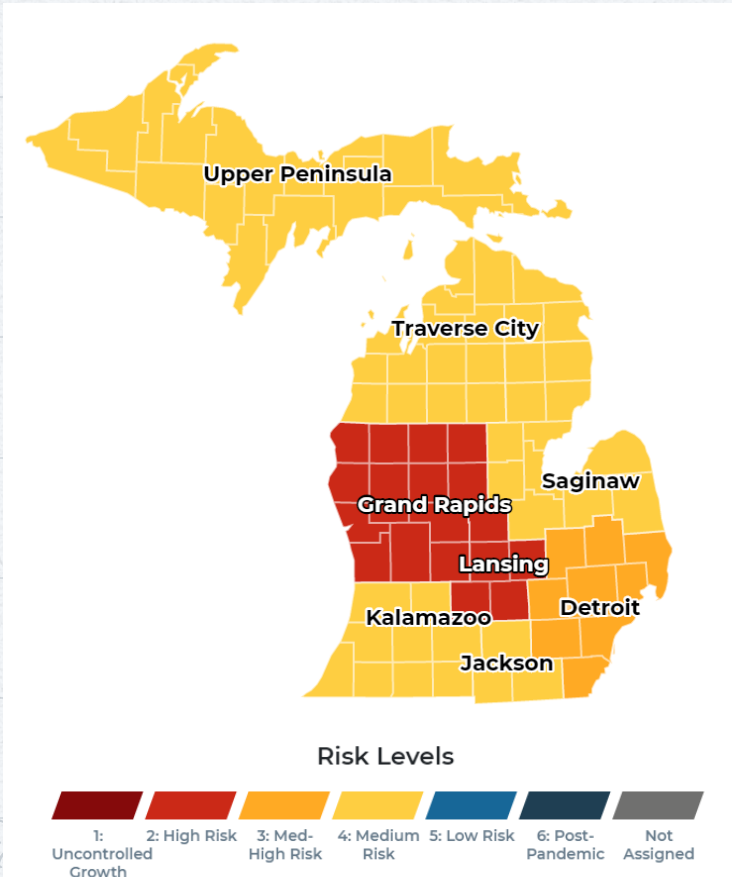 Upper Peninsula
Traverse City
Saginaw
Grand Rapids
Lansing
Detroit
Kalamazoo
Jackson
Risk Levels
1:
Uncontrolled
Growth
2: High Risk
3: Med-
High Risk
4: Medium
Risk
5: Low Risk
6: Post-
Pandemic
Not
Assigned